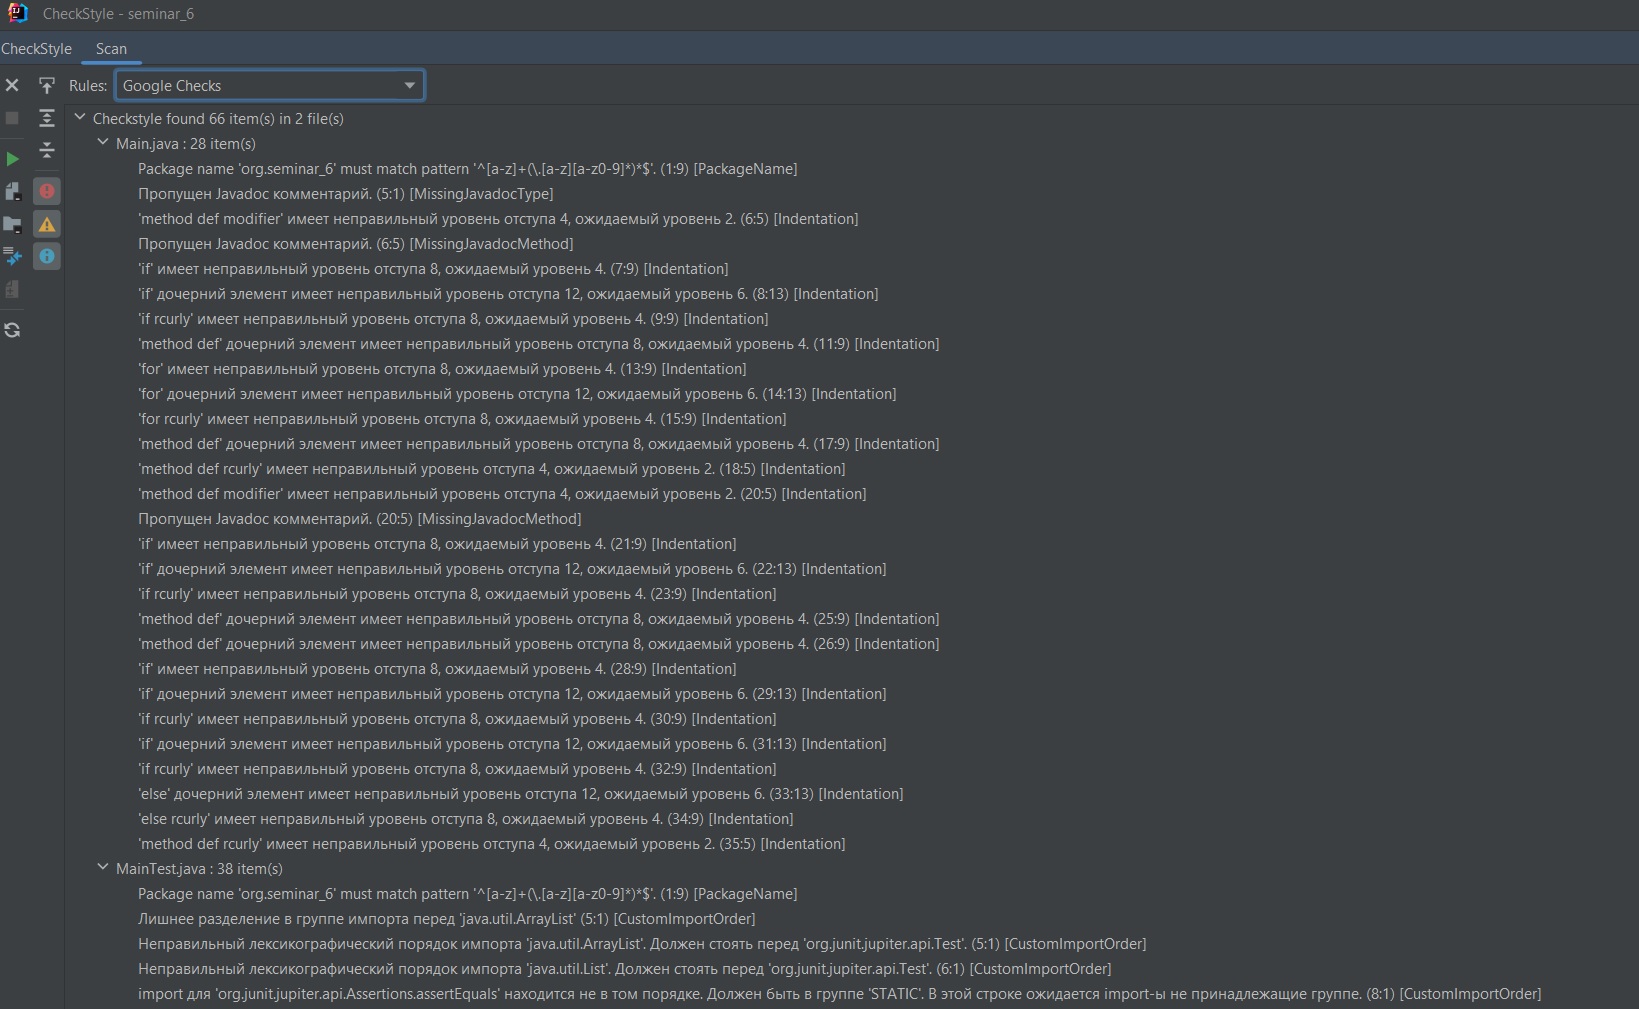 CheckStyle - seminar_6
CheckStyle Scan
Rules: Google Checks
Checkstyle found 66 item(s) in 2 file(s)
Main.java : 28 item(s)
Package name 'org.seminar_6' must match pattern '^[a-z]+(\.[a-z][a-z0-9]*)*$'. (1:9) [PackageName]
Пропущен Javadoc комментарий. (5:1) [MissingJavadocType]
'method def modifier' имеет неправильный уровень отступа 4, ожидаемый уровень 2. (6:5) [Indentation]
Пропущен Javadoc комментарий. (6:5) [MissingJavadocMethod]
'if' имеет неправильный уровень отступа 8, ожидаемый уровень 4. (7:9) [Indentation]
'if' дочерний элемент имеет неправильный уровень отступа 12, ожидаемый уровень 6. (8:13) [Indentation]
'if rcurly' имеет неправильный уровень отступа 8, ожидаемый уровень 4. (9:9) [Indentation]
'method def' дочерний элемент имеет неправильный уровень отступа 8, ожидаемый уровень 4. (11:9) [Indentation]
'for' имеет неправильный уровень отступа 8, ожидаемый уровень 4. (13:9) [Indentation]
'for' дочерний элемент имеет неправильный уровень отступа 12, ожидаемый уровень 6. (14:13) [Indentation]
'for rcurly' имеет неправильный уровень отступа 8, ожидаемый уровень 4. (15:9) [Indentation]
'method def' дочерний элемент имеет неправильный уровень отступа 8, ожидаемый уровень 4. (17:9) [Indentation]
'method def rcurly' имеет неправильный уровень отступа 4, ожидаемый уровень 2. (18:5) [Indentation]
'method def modifier' имеет неправильный уровень отступа 4, ожидаемый уровень 2. (20:5) [Indentation]
Пропущен Javadoc комментарий. (20:5) [MissingJavadocMethod]
'if' имеет неправильный уровень отступа 8, ожидаемый уровень 4. (21:9) [Indentation]
'if' дочерний элемент имеет неправильный уровень отступа 12, ожидаемый уровень 6. (22:13) [Indentation]
'if rcurly' имеет неправильный уровень отступа 8, ожидаемый уровень 4. (23:9) [Indentation]
'method def' дочерний элемент имеет неправильный уровень отступа 8, ожидаемый уровень 4. (25:9) [Indentation]
'method def' дочерний элемент имеет неправильный уровень отступа 8, ожидаемый уровень 4. (26:9) [Indentation]
'if' имеет неправильный уровень отступа 8, ожидаемый уровень 4. (28:9) [Indentation]
'if' дочерний элемент имеет неправильный уровень отступа 12, ожидаемый уровень 6. (29:13) [Indentation]
'if rcurly' имеет неправильный уровень отступа 8, ожидаемый уровень 4. (30:9) [Indentation]
'if' дочерний элемент имеет неправильный уровень отступа 12, ожидаемый уровень 6. (31:13) [Indentation]
'if rcurly' имеет неправильный уровень отступа 8, ожидаемый уровень 4. (32:9) [Indentation]
'else' дочерний элемент имеет неправильный уровень отступа 12, ожидаемый уровень 6. (33:13) [Indentation]
'else rcurly' имеет неправильный уровень отступа 8, ожидаемый уровень 4. (34:9) [Indentation]
'method def rcurly' имеет неправильный уровень отступа 4, ожидаемый уровень 2. (35:5) [Indentation]
MainTest.java : 38 item(s)
Package name 'org.seminar_6' must match pattern '^[a-z]+(\.[a-z][a-z0-9]*)*$'. (1:9) [PackageName]
Лишнее разделение в группе импорта перед 'java.util.ArrayList' (5:1) [CustomImportOrder]
Неправильный лексикографический порядок импорта 'java.util.ArrayList'. Должен стоять перед 'org.junit.jupiter.api.Test'. (5:1) [CustomImportOrder]
Неправильный лексикографический порядок импорта 'java.util.List'. Должен стоять перед 'org.junit.jupiter.api.Test'. (6:1) [CustomImportOrder]
import для 'org.junit.jupiter.api.Assertions.assertEquals' находится не в том порядке. Должен быть в группе 'STATIC'. В этой строке ожидается import-ы не принадлежащие группе. (8:1) [CustomImportOrder]